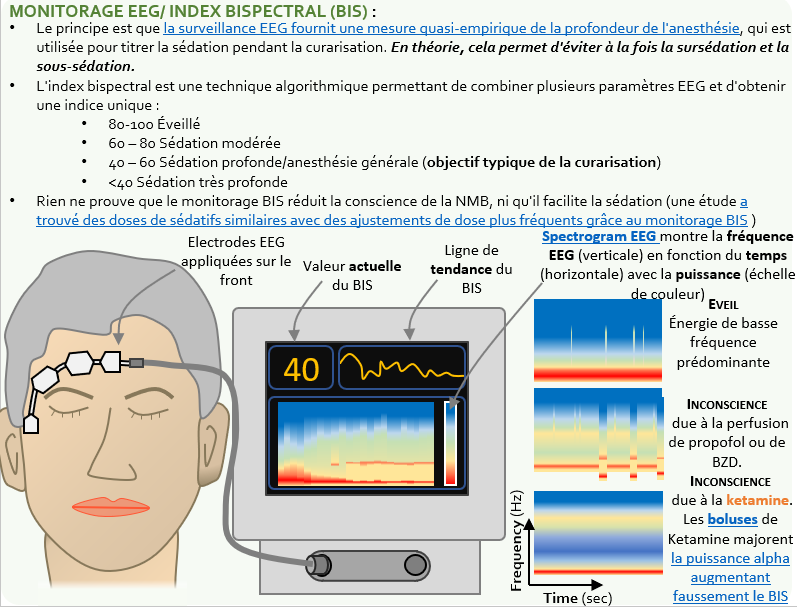 MONITORAGE EEG/ INDEX BISPECTRAL (BIS) :
• Le principe est que la surveillance EEG fournit une mesure quasi-empirique de la profondeur de l'anesthésie, qui est
utilisée pour titrer la sédation pendant la curarisation. En théorie, cela permet d'éviter à la fois la sursédation et la
sous-sédation.
• L'index bispectral est une technique algorithmique permettant de combiner plusieurs paramètres EEG et d'obtenir
une indice unique :
• 80-100 Éveillé
• 60 – 80 Sédation modérée
• 40 – 60 Sédation profonde/anesthésie générale (objectif typique de la curarisation)
• <40 Sédation très profonde
• Rien ne prouve que le monitorage BIS réduit la conscience de la NMB, ni qu'il facilite la sédation (une étude a
trouvé des doses de sédatifs similaires avec des ajustements de dose plus fréquents grâce au monitorage BIS )
Electrodes EEG
appliquées sur le
front
Valeur actuelle
du BIS
Ligne de
tendance du
BIS
Spectrogram EEG montre la fréquence
EEG (verticale) en fonction du temps
(horizontale) avec la puissance (échelle
de couleur)
40
EVEIL
Énergie de basse
fréquence
prédominante
INCONSCIENCE
due à la perfusion
de propofol ou de
BZD.
INCONSCIENCE
due à la ketamine.
Les boluses de
Ketamine majorent
la puissance alpha
augmentant
faussement le BIS
Frequency (Hz)
Time (sec)